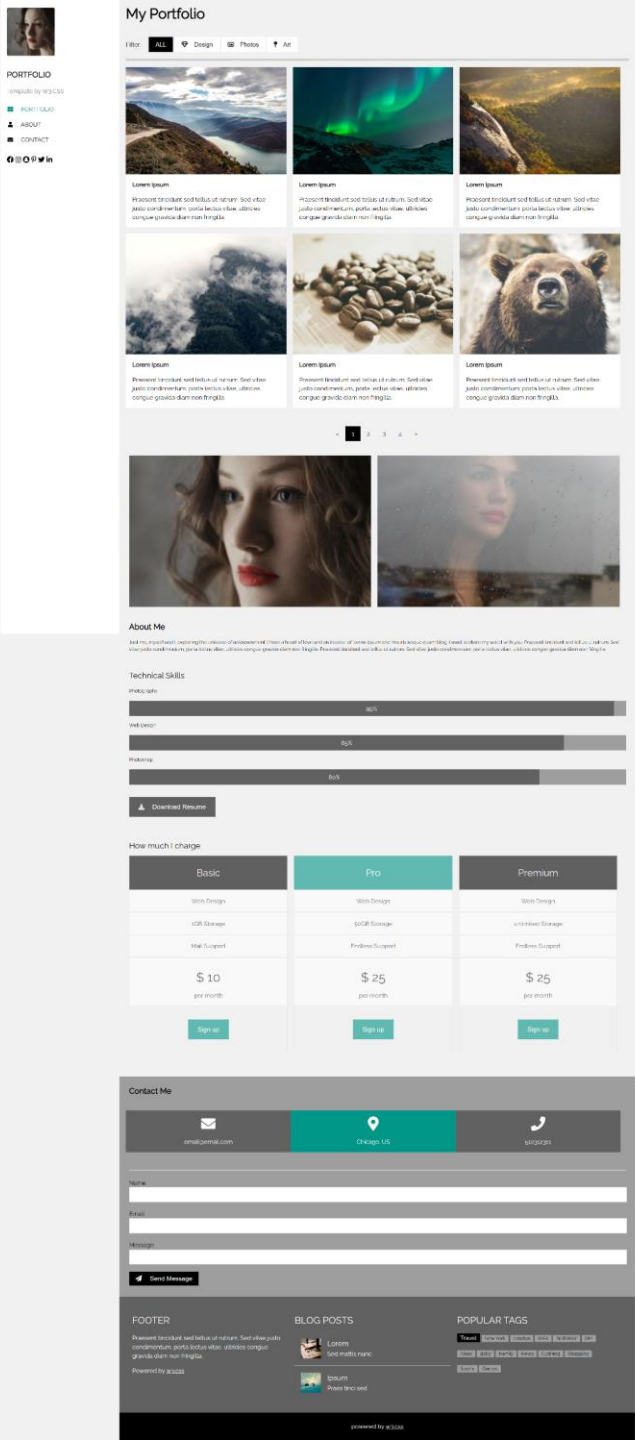 PORTFOLIO
Template by W3.CSS
PORTFOLIO
ABOUT
CONTACT
My Portfolio
Filter:
ALL
Design
Photos
Art
Lorem Ipsum
Praesent tincidunt sed tellus ut rutrum. Sed vitae
justo condimentum, porta lectus vitae, ultricies
congue gravida diam non fringilla.
Lorem Ipsum
Praesent tincidunt sed tellus ut rutrum. Sed vitae
justo condimentum, porta lectus vitae, ultricies
congue gravida diam non fringilla.
Lorem Ipsum
Praesent tincidunt sed tellus ut rutrum. Sed vitae
justo condimentum, porta lectus vitae, ultricies
congue gravida diam non fringilla.
Lorem Ipsum
Praesent tincidunt sed tellus ut rutrum. Sed vitae
justo condimentum, porta lectus vitae, ultricies
congue gravida diam non fringilla.
Lorem Ipsum
Praesent tincidunt sed tellus ut rutrum. Sed vitae
justo condimentum, porta lectus vitae, ultricies
congue gravida diam non fringilla.
Lorem Ipsum
Praesent tincidunt sed tellus ut rutrum. Sed vitae
justo condimentum, porta lectus vitae, ultricies
congue gravida diam non fringilla.
« 1 2 3 4 »
About Me
Technical Skills
Photography
95%
Web Design
85%
Photoshop
80%
Download Resume
How much I charge
Basic
Web Design
1GB Storage
Mail Support
$ 10
per month
Sign up
Pro
Web Design
50GB Storage
Endless Support
$ 25
per month
Sign up
Premium
Web Design
Unlimited Storage
Endless Support
$ 25
per month
Sign up
Contact Me
email@email.com
Chicago, US
512312311
Name
Email
Message
Send Message
FOOTER
Praesent tincidunt sed tellus ut rutrum. Sed vitae justo
condimentum, porta lectus vitae, ultricies congue
gravida diam non fringilla.
Powered by w3.css
BLOG POSTS
Lorem
Sed mattis nunc
Ipsum
Praes tinci sed
POPULAR TAGS
Travel New York London IKEA NORWAY DIY
Ideas Baby Family News Clothing Shopping
Sports Games
powered by w3.css